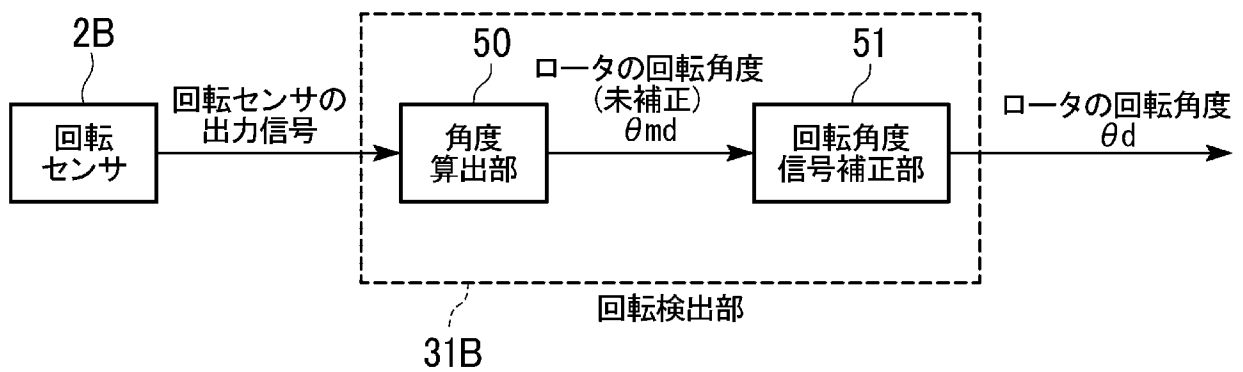 2B
回転
センサ
回転センサの
出力信号
50
角度
算出部
ロータの回転角度
(未補正)
θmd
51
回転角度
信号補正部
ロータの回転角度
θd
回転検出部
31B